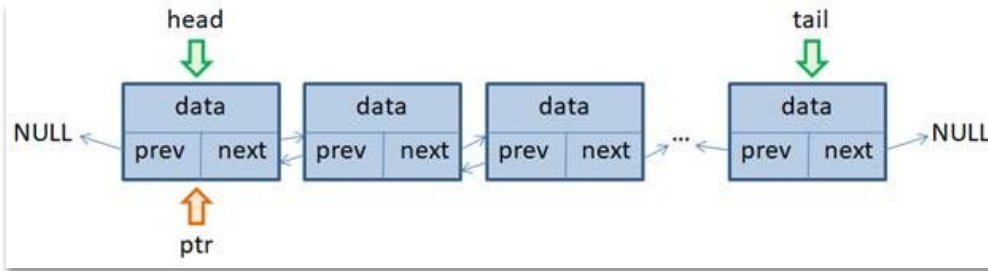 head tail
data data data data
NULL prev next prev next prev next ... prev next NULL
ptr